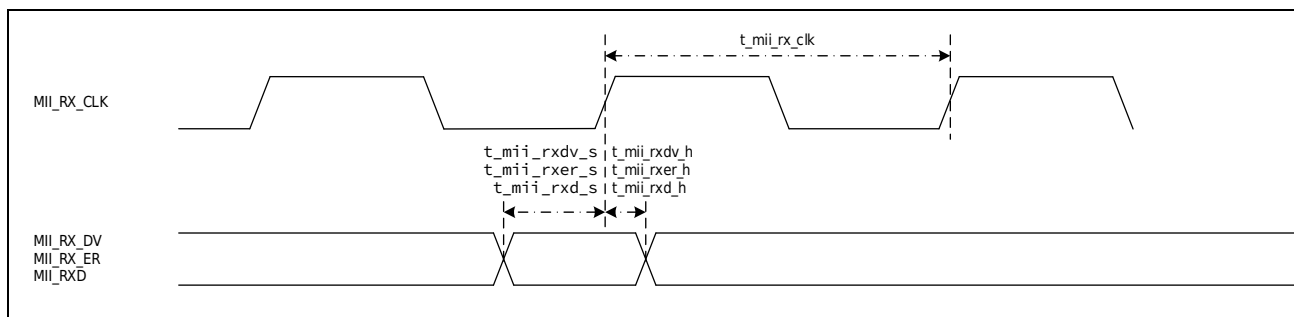 t_mii_rx_clk
MII_RX_CLK
t_mii_rxdv_s t_mii_rxdv_h
t_mii_rxer_s t_mii_rxer_h
t_mii_rxd_s t_mii_rxd_h
MII_RX_DV
MII_RX_ER
MII_RXD